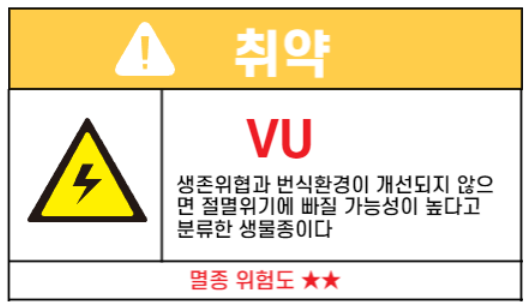 취약
VU
생존위협과 번식환경이 개선되지 않으
면 절멸위기에 빠질 가능성이 높다고
분류한 생물종이다
멸종 위험도 ★★